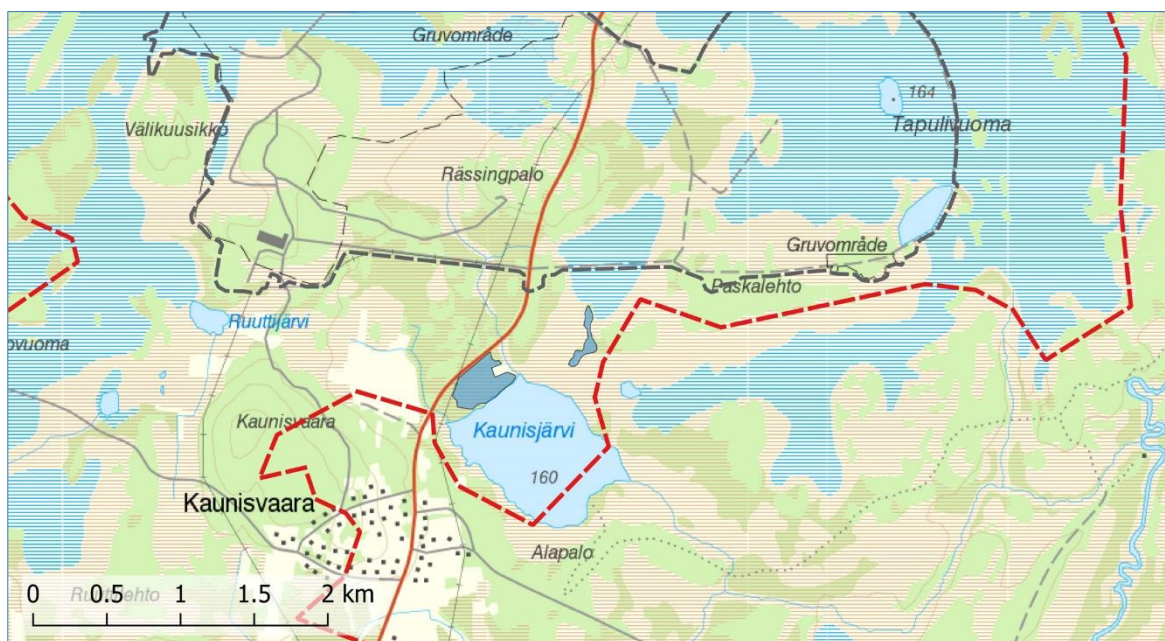 Gruvområde
164
Tapulivuoma
Välikuusikko
Rässingpalo
Gruvområde
Paskalehto
Ruuttijärvi
ovuoma
Kaunisvaara
Kaunisjärvi
160
Kaunisvaara
Alapalo
0 0.5 1 1.5 2 km